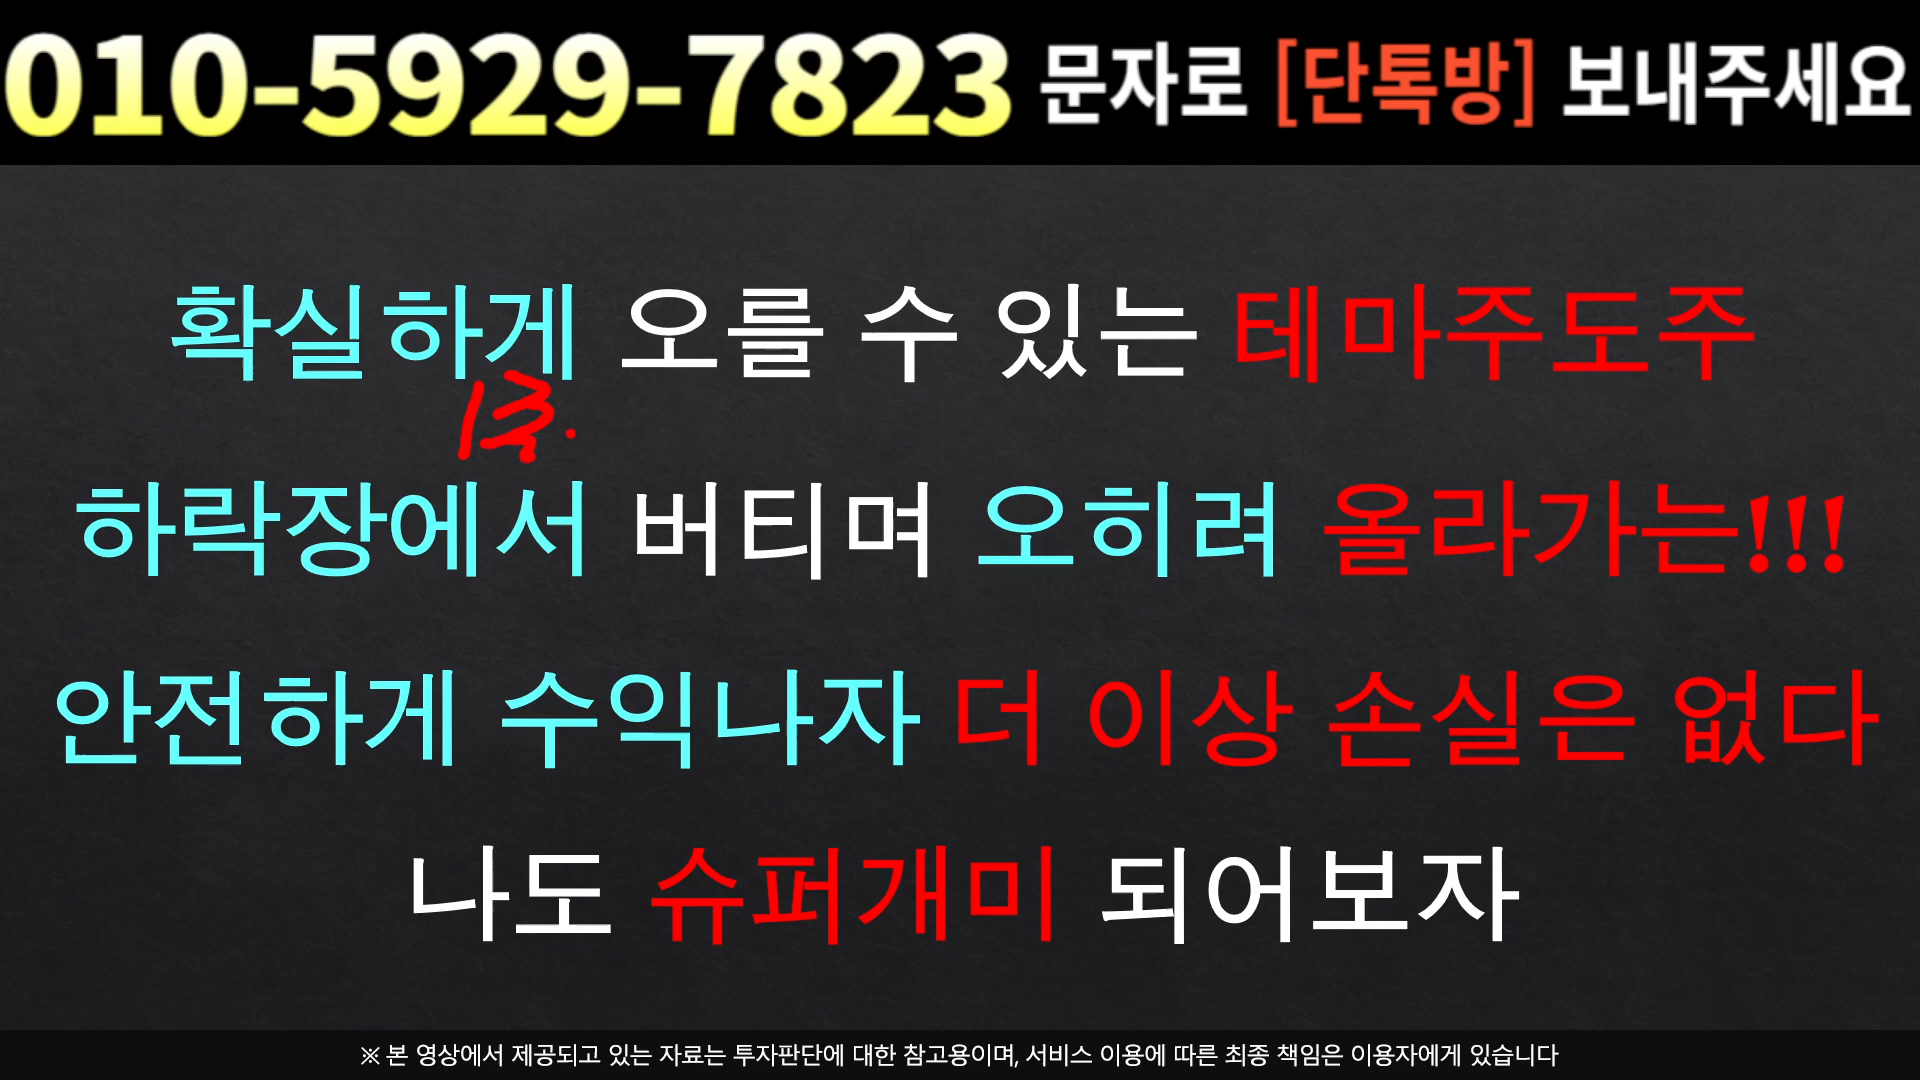 010-5929-7823 문자로 [단톡방] 보내주세요
확실하게 오를 수 있는 테마주도주
하락장에서 버티며 오히려 올라가는!!!
안전하게 수익나자 더 이상 손실은 없다
나도 슈퍼개미 되어보자
※ 본 영상에서 제공되고 있는 자료는 투자판단에 대한 참고용이며, 서비스 이용에 따른 최종 책임은 이용자에게 있습니다